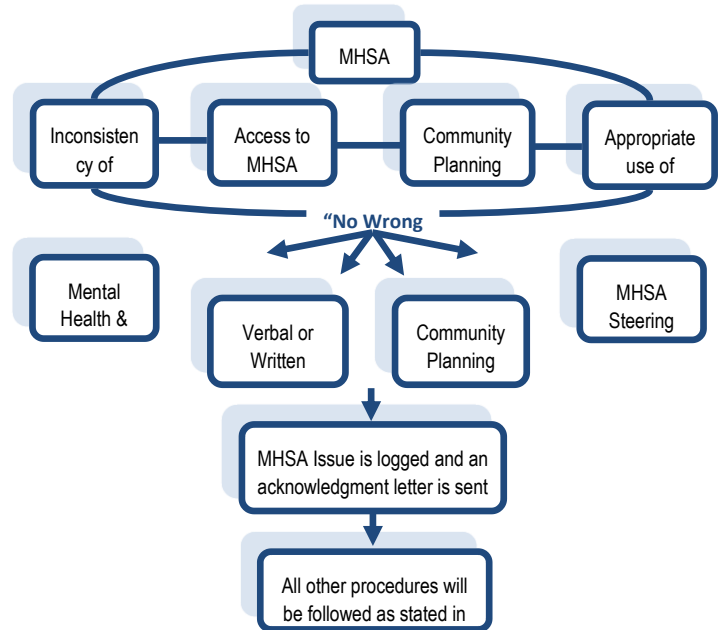 MHSA
Inconsisten
cy of
Access to
MHSA
Community
Planning
Appropriate
use of
“No Wrong
Mental
Health &
Verbal or
Written
Community
Planning
MHSA
Steering
MHSA Issue is logged and an
acknowledgment letter is sent
All other procedures will
be followed as stated in